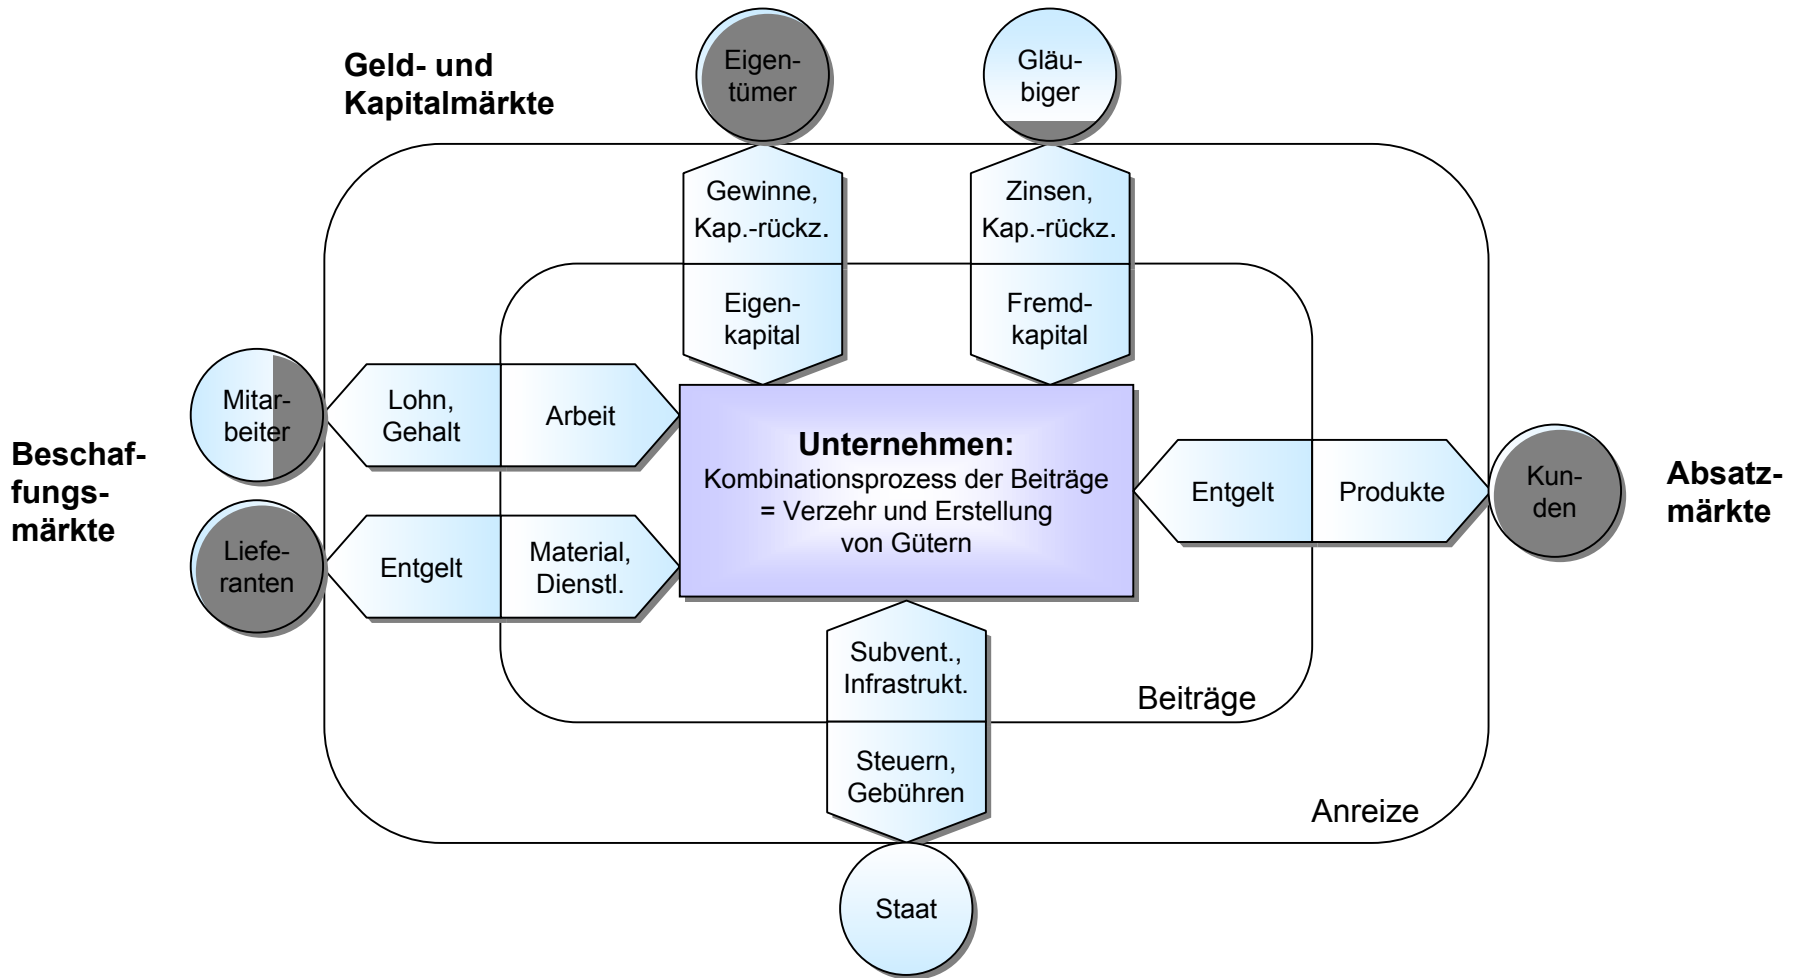 Geld- und
Kapitalmärkte
Eigen-
tümer
Gläu-
biger
Gewinne,
Kap.-rückz.
Zinsen,
Kap.-rückz.
Eigen-
kapital
Fremd-
kapital
Beschaf-
fungs-
märkte
Mitar-
beiter
Lohn,
Gehalt
Arbeit
Liefe-
ranten
Entgelt
Material,
Dienstl.
Unternehmen:
Kombinationsprozess der Beiträge
= Verzehr und Erstellung
von Gütern
Entgelt
Produkte
Kun-
den
Absatz-
märkte
Subvent.,
Infrastrukt.
Beiträge
Steuern,
Gebühren
Anreize
Staat